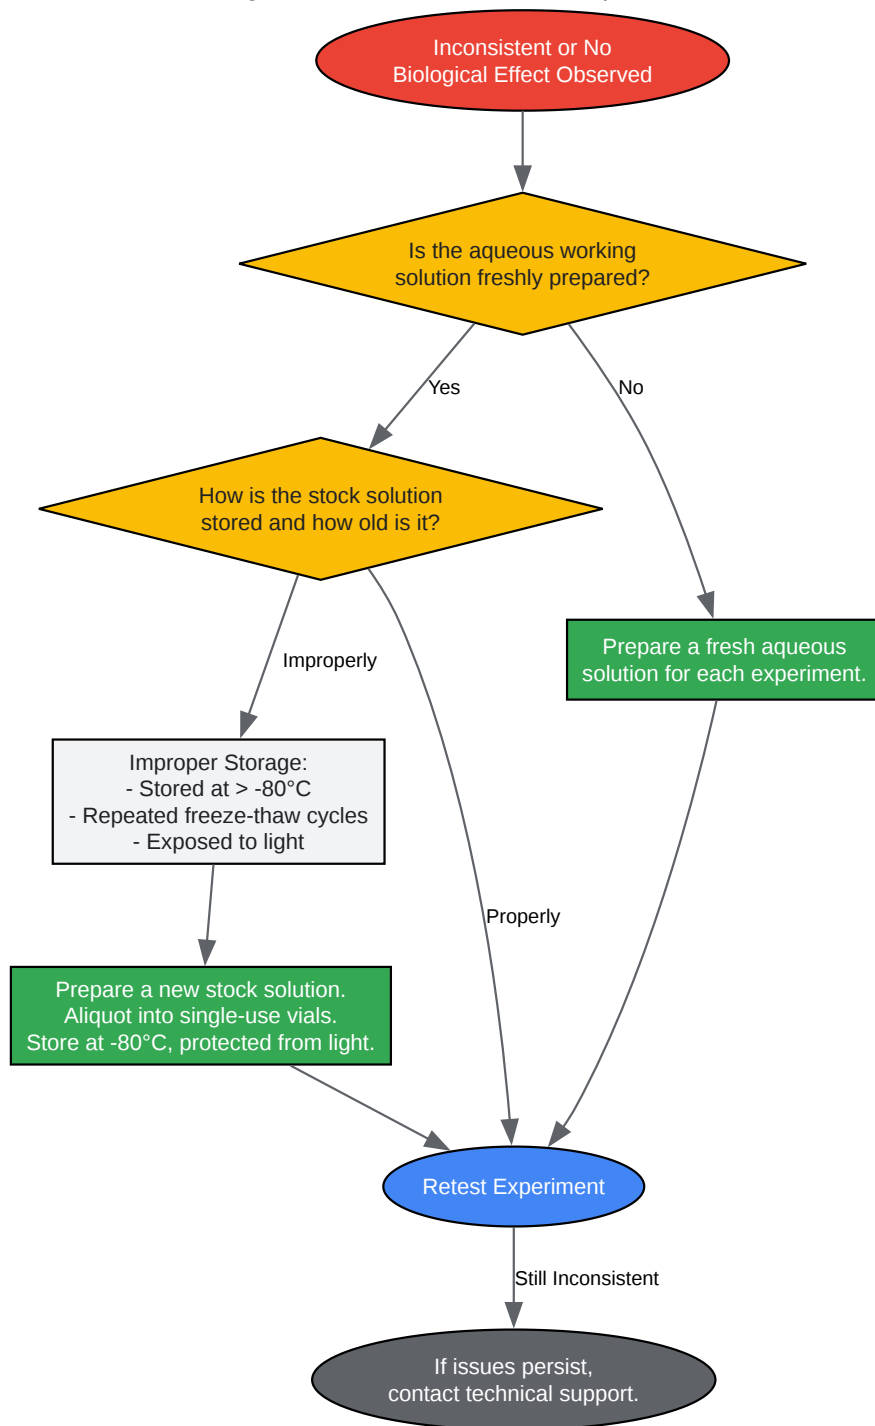 Inconsistent or No
Biological Effect Observed
Is the aqueous working
solution freshly prepared?
Yes
No
How is the stock solution
stored and how old is it?
Improperly
Prepare a fresh aqueous
solution for each experiment.
Improper Storage:
- Stored at > -80°C
- Repeated freeze-thaw cycles
- Exposed to light
Properly
Prepare a new stock solution.
Aliquot into single-use vials.
Store at -80°C, protected from light.
Retest Experiment
Still Inconsistent
If issues persist,
contact technical support.